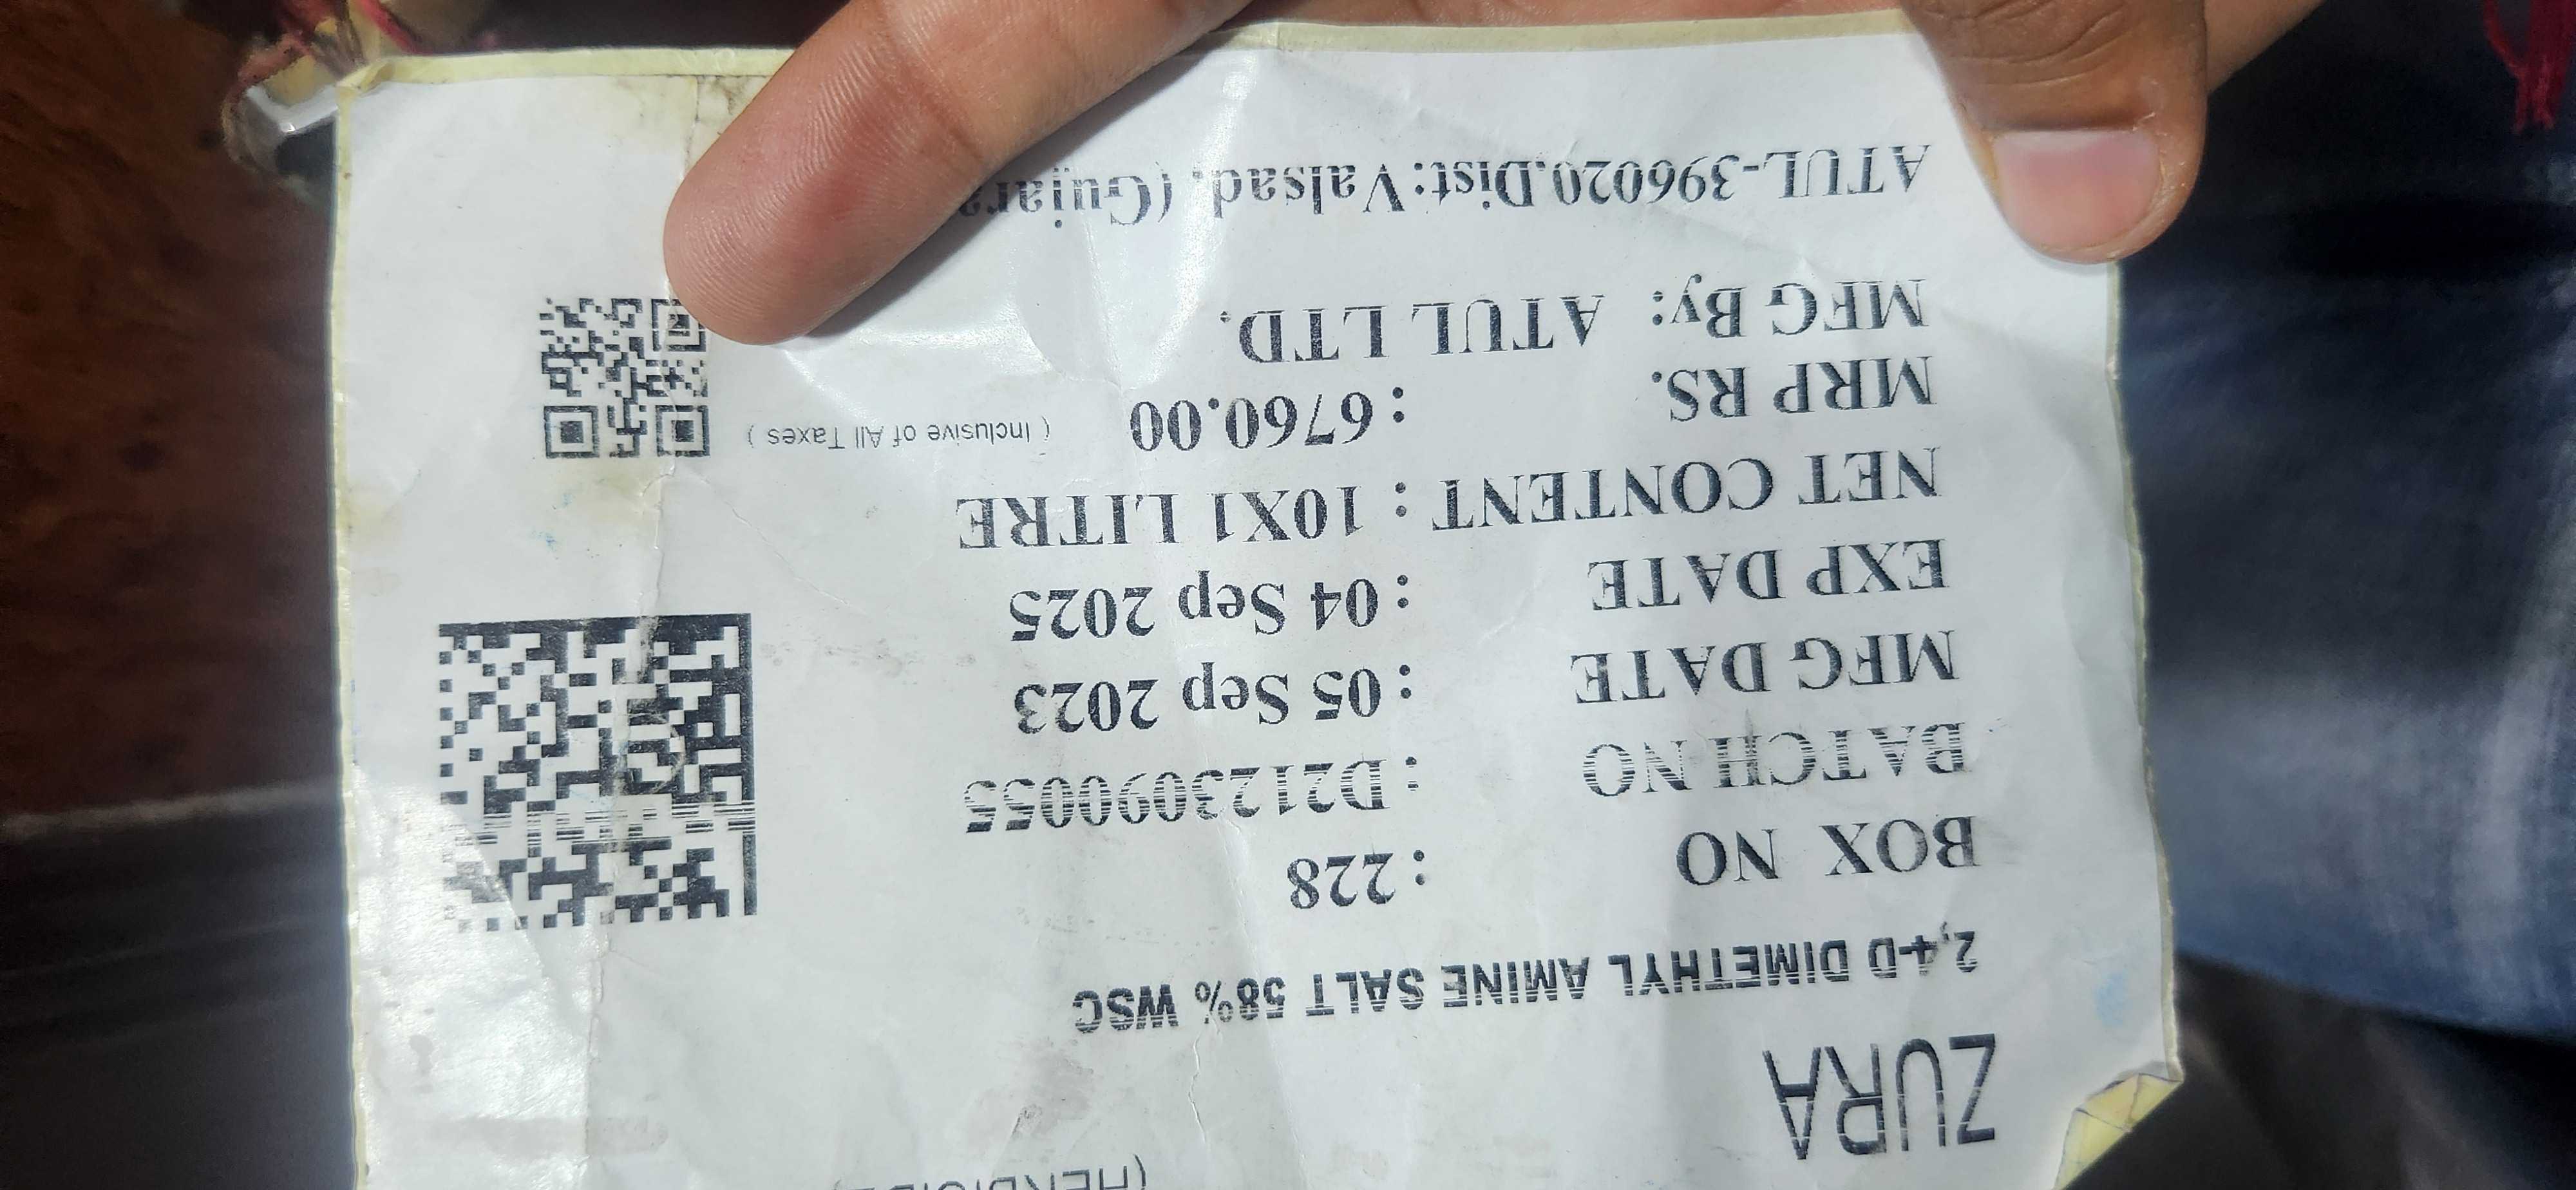 (HERBICIDE
ZURA
2,4-D DIMETHYL AMINE SALT 58% WSC
BOX NO : 228
BATCH NO : D2123090055
MFG DATE : 05 Sep 2023
EXP DATE : 04 Sep 2025
NET CONTENT : 10X1 LITRE
MRP RS. : 6760.00 ( Inclusive of All Taxes )
MFG By: ATUL LTD.
ATUL-396020.Dist:Valsad. (Gujara